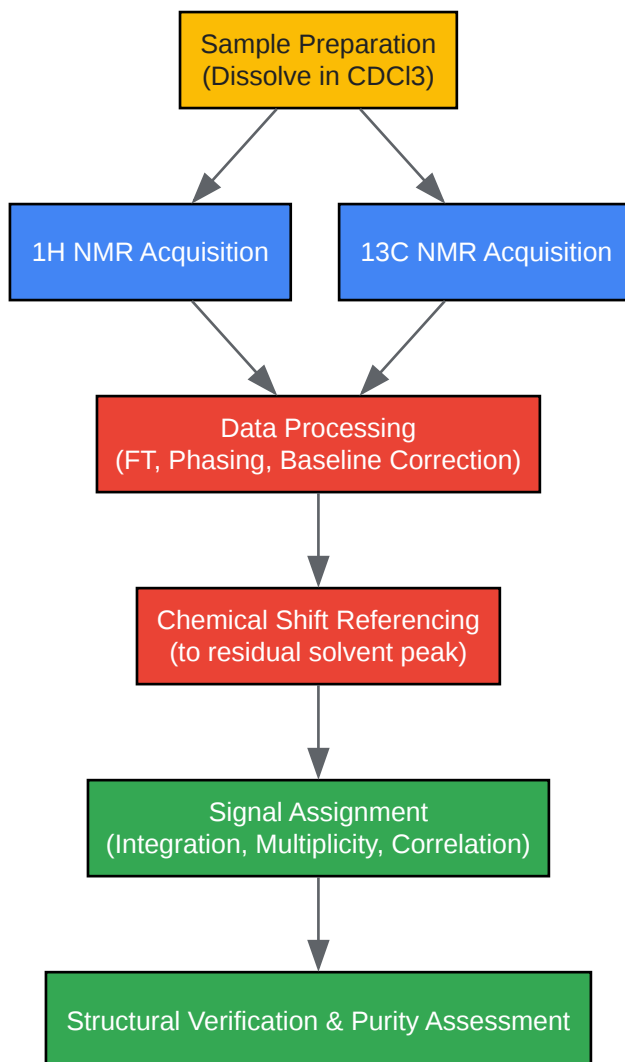 Sample Preparation
(Dissolve in CDCl3)
1H NMR Acquisition
13C NMR Acquisition
Data Processing
(FT, Phasing, Baseline Correction)
Chemical Shift Referencing
(to residual solvent peak)
Signal Assignment
(Integration, Multiplicity, Correlation)
Structural Verification & Purity Assessment